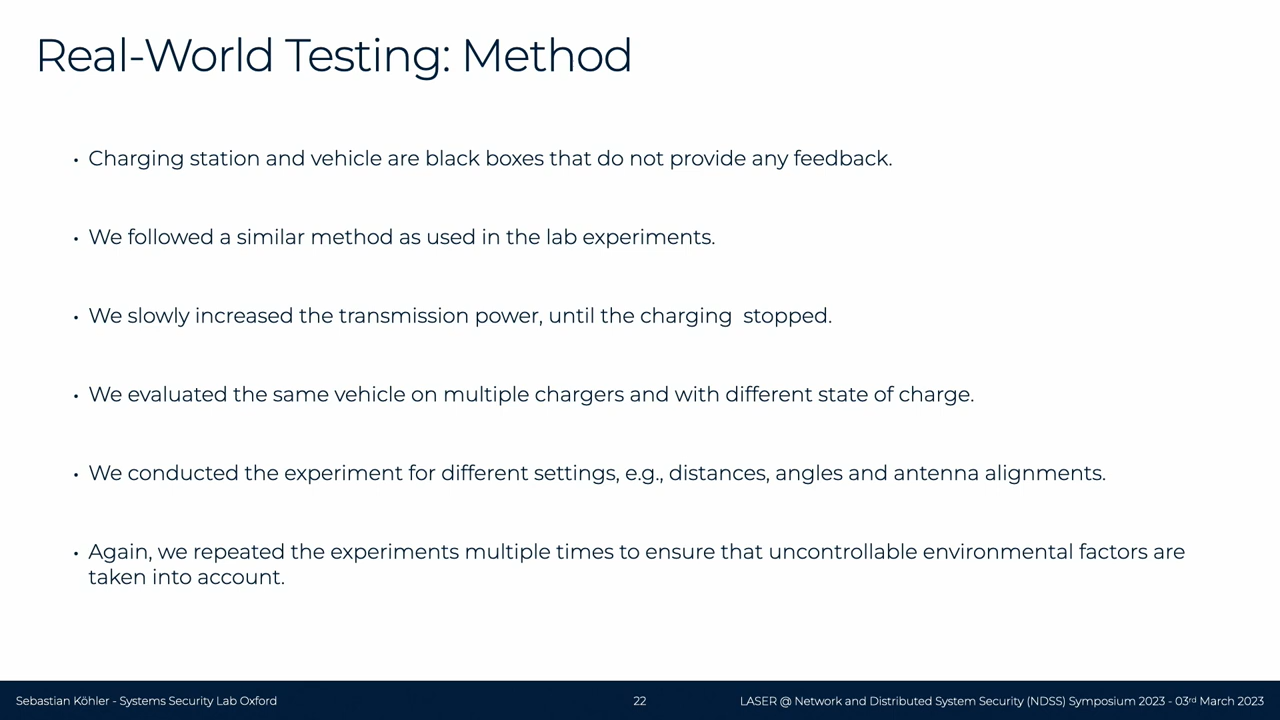 Real-World Testing: Method
• Charging station and vehicle are black boxes that do not provide any feedback.
• We followed a similar method as used in the lab experiments.
• We slowly increased the transmission power, until the charging  stopped.
• We evaluated the same vehicle on multiple chargers and with different state of charge.
• We conducted the experiment for different settings, e.g., distances, angles and antenna alignments.
• Again, we repeated the experiments multiple times to ensure that uncontrollable environmental factors are
taken into account.
Sebastian Köhler - Systems Security Lab Oxford
22
LASER @ Network and Distributed System Security (NDSS) Symposium 2023 - 03rd March 2023